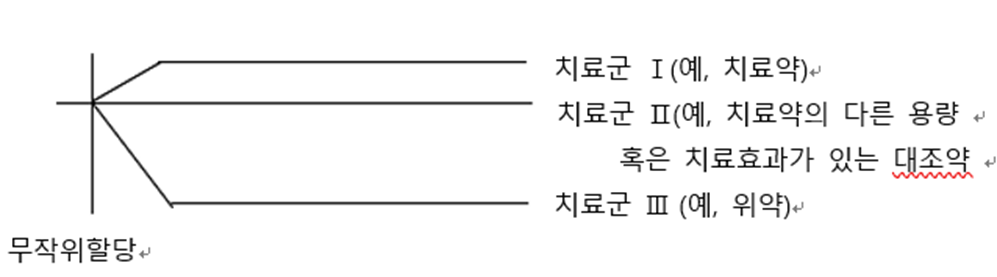 치료군 Ⅰ(예, 치료약)
치료군 Ⅱ(예, 치료약의 다른 용량
혹은 치료효과가 있는 대조약
치료군 Ⅲ (예, 위약)
무작위할당